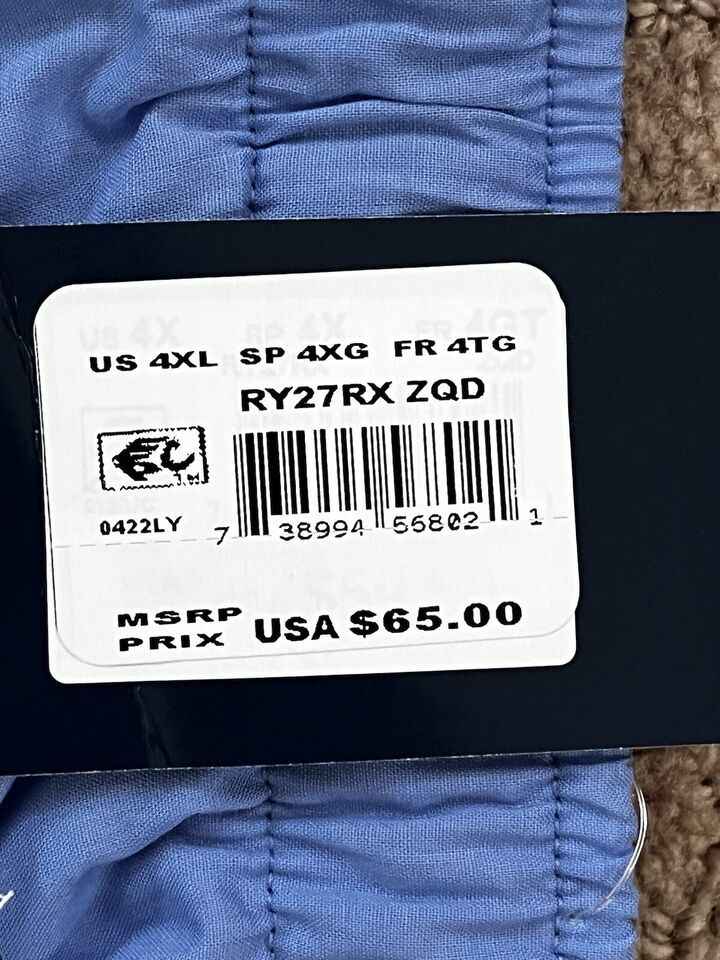 US 4XL SP 4XG FR 4TG
RY27RX ZQD
0422LY
7 38994 56802 1
MSRP
PRIX USA $65.00